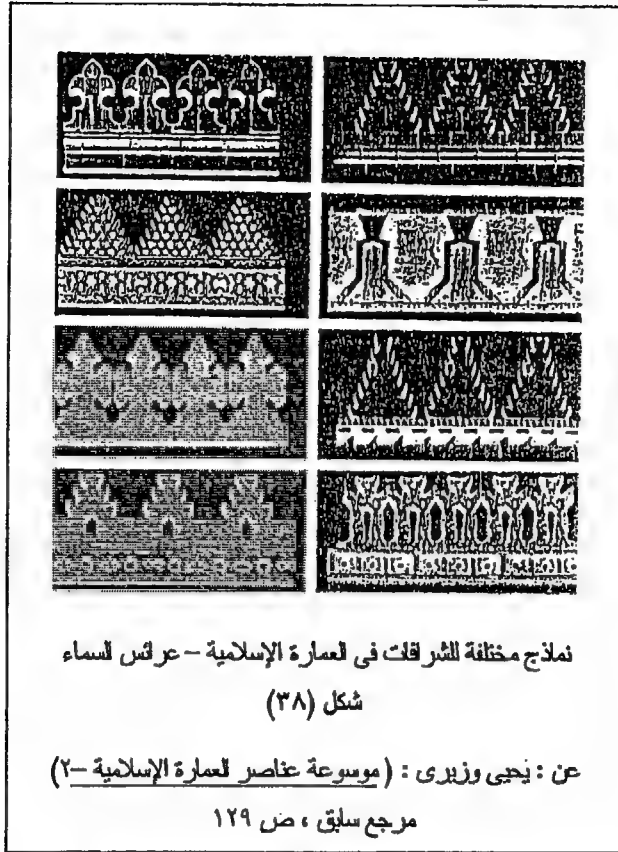 نماذج مختلفة للشرافات فى العمارة الإسلامية – عرائس السماء
شكل (٣٨)
عن : يحيى وزيرى : (موسوعة عناصر العمارة الإسلامية –٢)
مرجع سابق ، ص ١٢٩